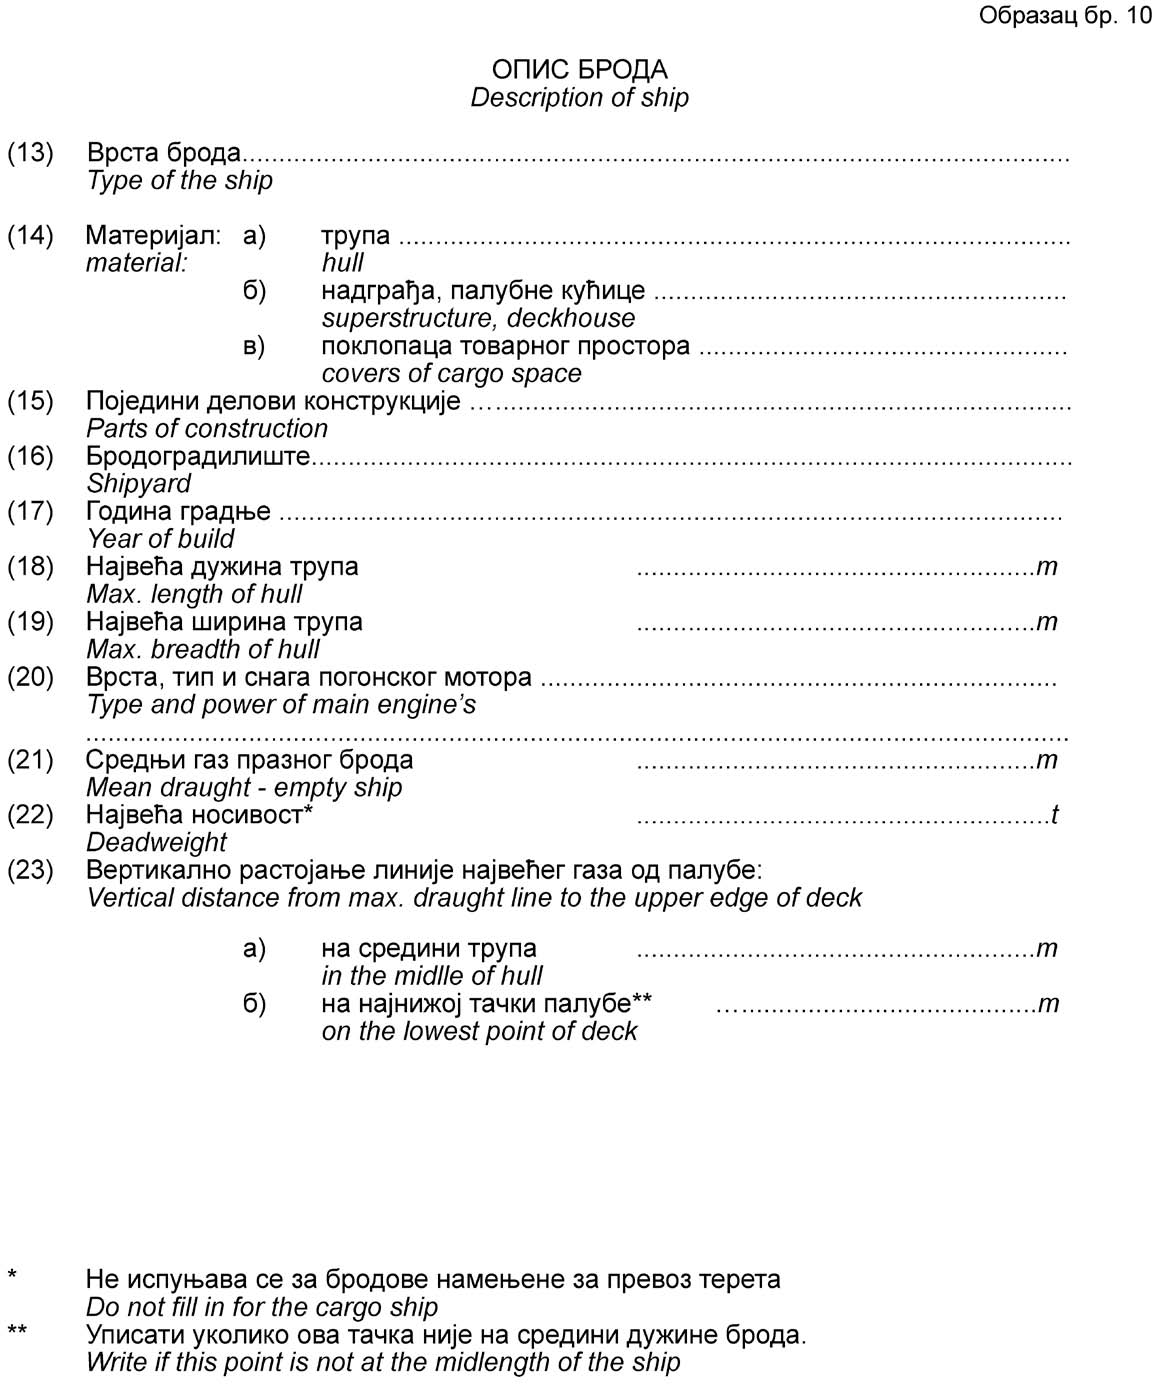 Образац бр. 10
ОПИС БРОДА
Description of ship
(13) Врста брода....................................................................................................
Type of the ship
(14) Материјал: а) трупа ....................................................................................
material: hull
б) надграђа, палубне кућице ....................................................
superstructure, deckhouse
в) поклопаца товарног простора ..............................................
covers of cargo space
(15) Поједини делови конструкције ..........................................................................
Parts of construction
(16) Бродоградилиште..............................................................................................
Shipyard
(17) Година градње ..................................................................................................
Year of build
(18) Највећа дужина трупа ..................................................m
Max. length of hull
(19) Највећа ширина трупа ..................................................m
Max. breadth of hull
(20) Врста, тип и снага погонског мотора ................................................................
Type and power of main engine’s
..............................................................................................................................
(21) Средњи газ празног брода ..................................................m
Mean draught - empty ship
(22) Највећа носивост* ....................................................t
Deadweight
(23) Вертикално растојање линије највећег газа од палубе:
Vertical distance from max. draught line to the upper edge of deck
а) на средини трупа ..................................................m
in the midlle of hull
б) на најнижој тачки палубе** ........................................m
on the lowest point of deck
* Не испуњава се за бродове намењене за превоз терета
Do not fill in for the cargo ship
** Уписати уколико ова тачка није на средини дужине брода.
Write if this point is not at the midlength of the ship